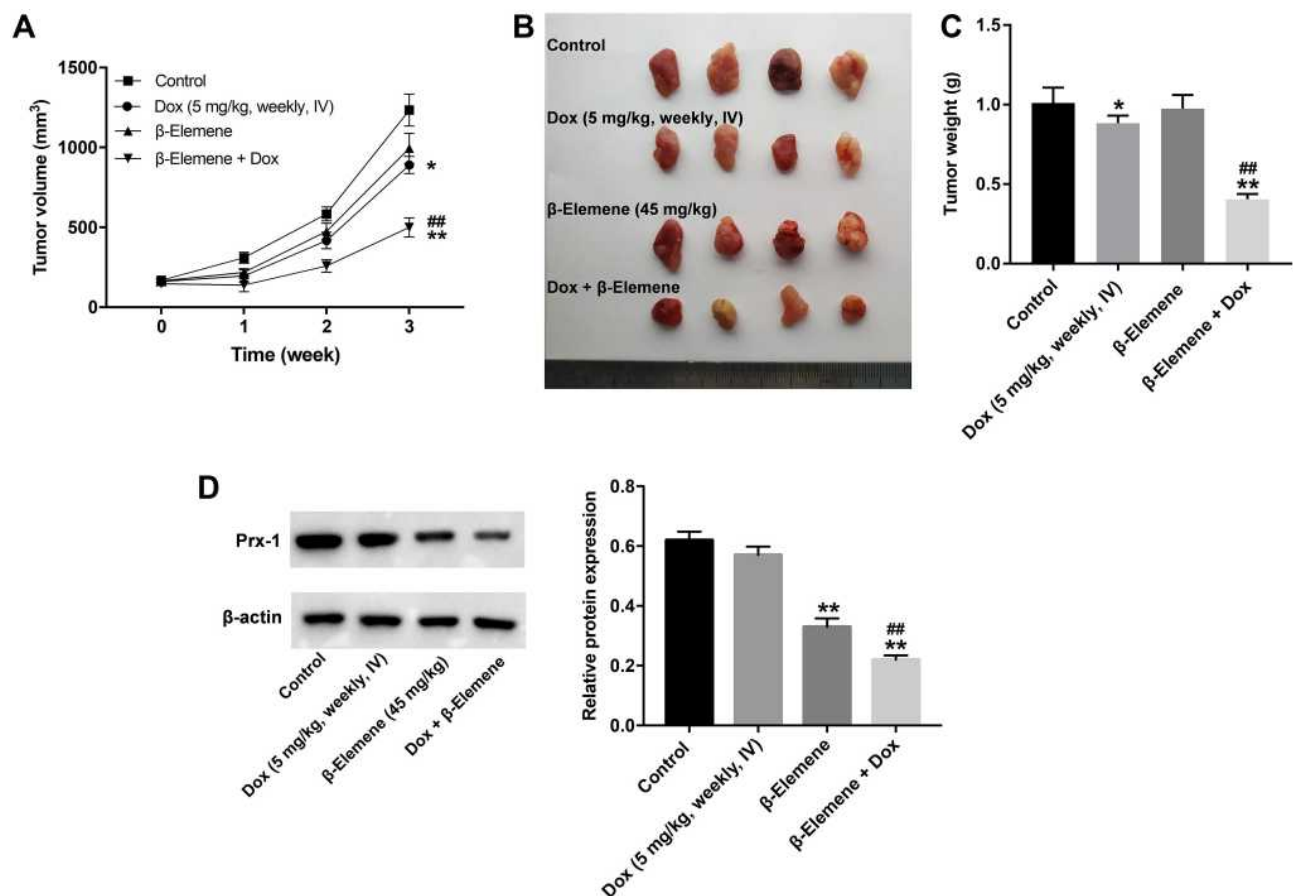 A
Tumor volume (mm³)
1500
1000
500
0
Control
Dox (5 mg/kg, weekly, IV)
β-Elemene
β-Elemene + Dox
*
##
**
0
1
2
3
Time (week)
B
Control
Dox (5 mg/kg, weekly, IV)
β-Elemene (45 mg/kg)
Dox + β-Elemene
C
Tumor weight (g)
1.5
1.0
0.5
0.0
*
##
**
Control
Dox (5 mg/kg, weekly, IV)
β-Elemene
β-Elemene + Dox
D
Prx-1
β-actin
Control
Dox (5 mg/kg, weekly, IV)
β-Elemene (45 mg/kg)
Dox + β-Elemene
Relative protein expression
0.8
0.6
0.4
0.2
0.0
**
##
**
Control
Dox (5 mg/kg, weekly, IV)
β-Elemene
β-Elemene + Dox